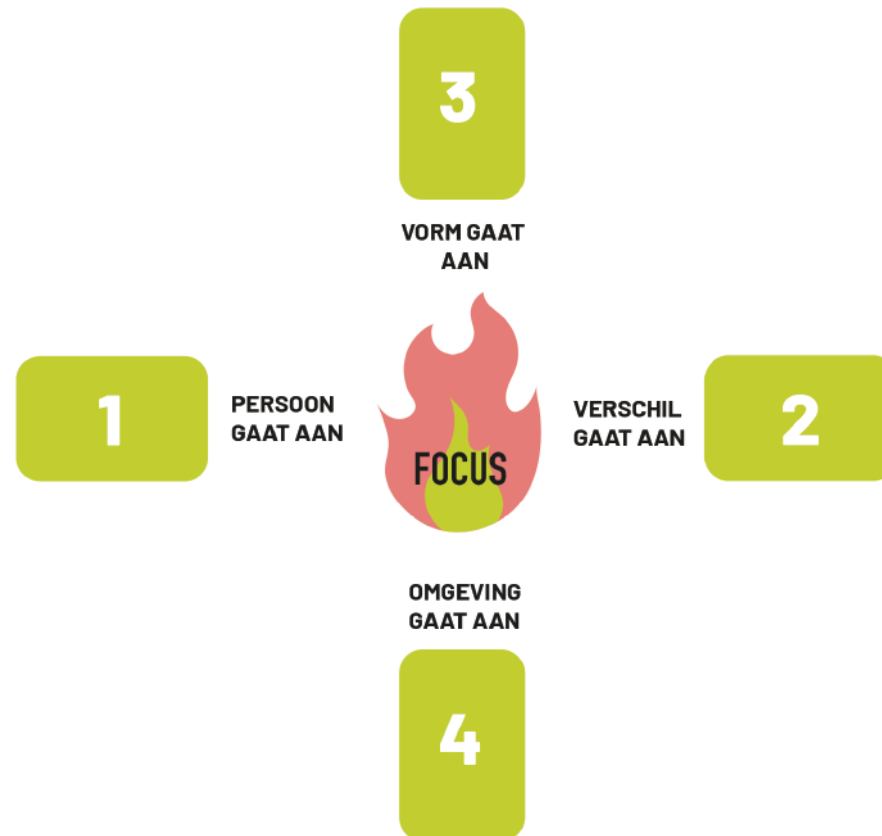 3
VORM GAAT
AAN
1
PERSOON
GAAT AAN
FOCUS
VERSCHIL
GAAT AAN
2
OMGEVING
GAAT AAN
4